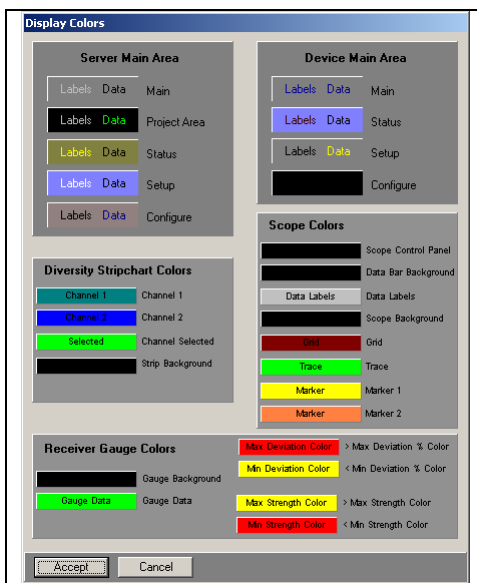 Display Colors
Server Main Area
Labels Data Main
Labels Data Project Area
Labels Data Status
Labels Data Setup
Labels Data Configure
Device Main Area
Labels Data Main
Labels Data Status
Labels Data Setup
Configure
Diversity Stripchart Colors
Channel 1 Channel 1
Channel 2 Channel 2
Selected Channel Selected
Strip Background
Scope Colors
Scope Control Panel
Data Bar Background
Data Labels Data Labels
Scope Background
Grid Grid
Trace Trace
Marker Marker 1
Marker Marker 2
Receiver Gauge Colors
Gauge Background
Gauge Data Gauge Data
Max Deviation Color > Max Deviation % Color
Min Deviation Color < Min Deviation % Color
Max Strength Color > Max Strength Color
Min Strength Color < Min Strength Color
Accept Cancel